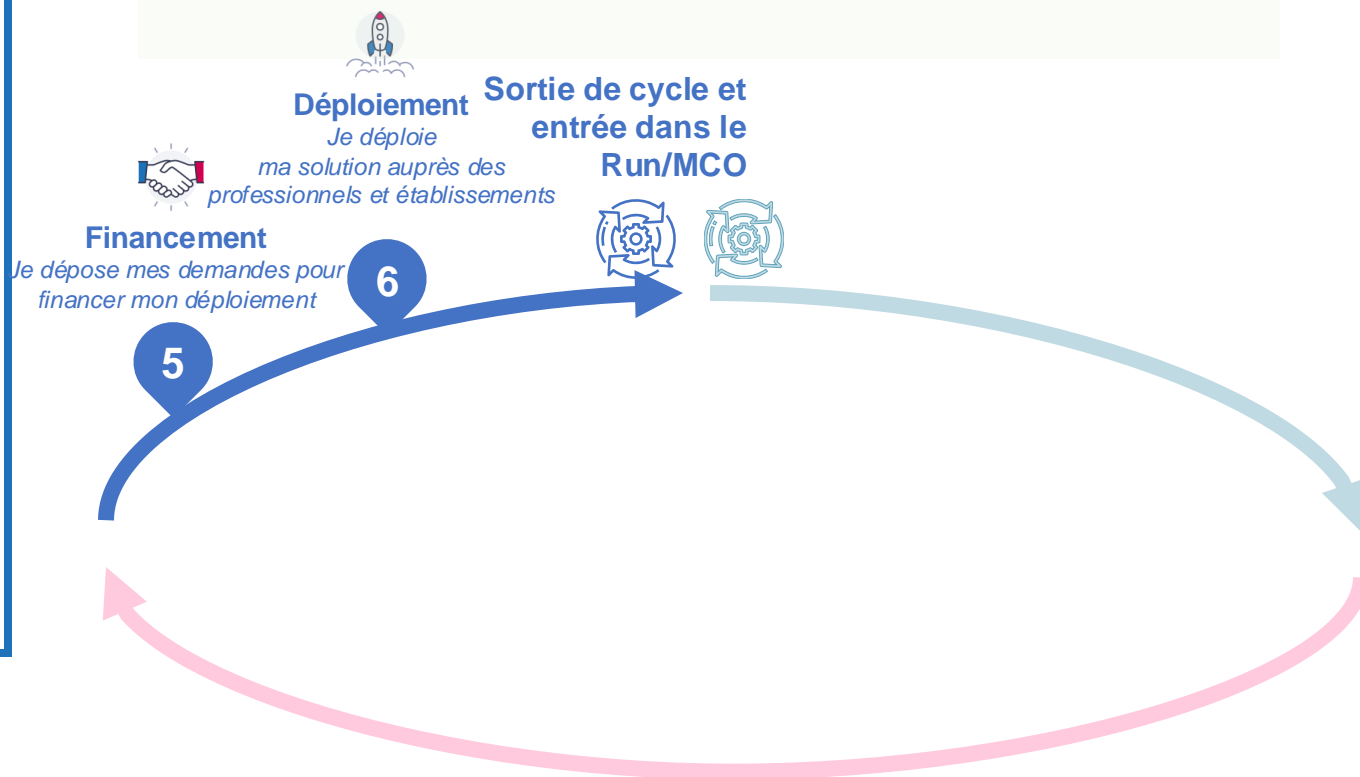 Déploiement
Je déploie
ma solution auprès des
professionnels et établissements
Sortie de cycle et
entrée dans le
Run/MCO
Financement
Je dépose mes demandes pour
financer mon déploiement
6
5